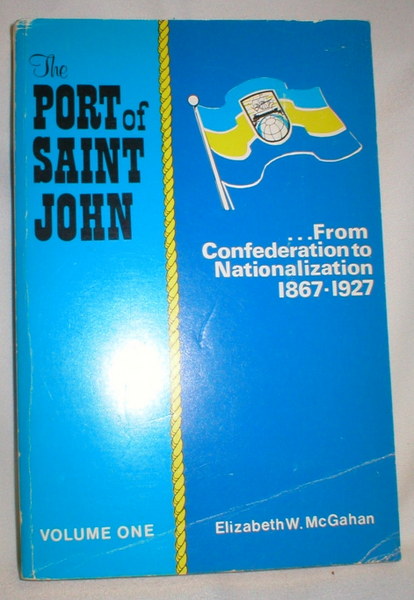 The
PORT of
SAINT
JOHN
...From
Confederation to
Nationalization
1867-1927
VOLUME ONE
Elizabeth W. McGahan